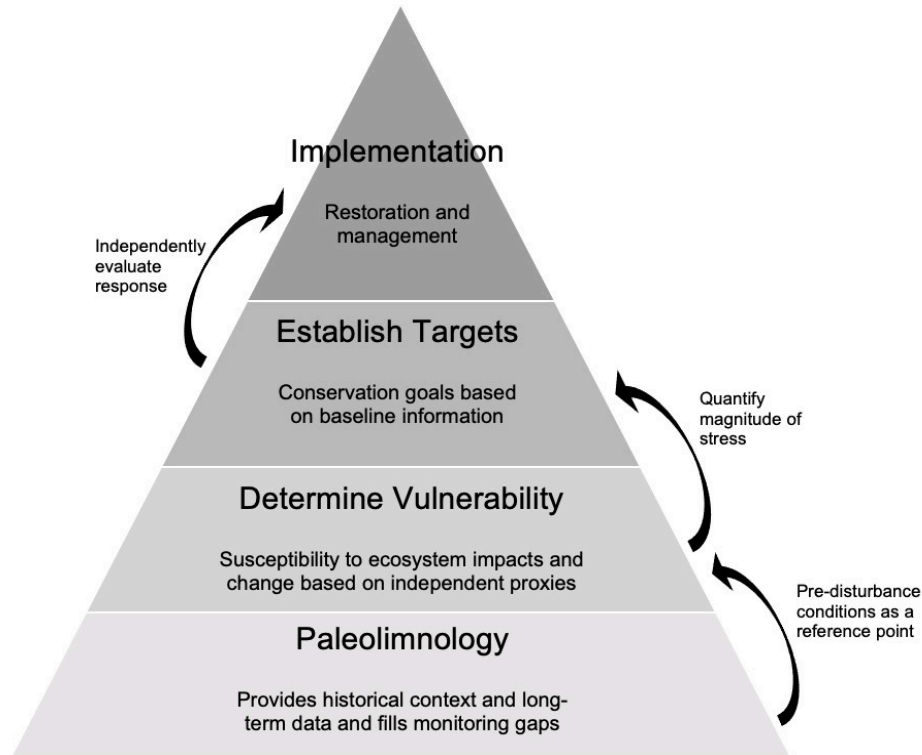 Implementation
Restoration and
management
Independently
evaluate
response
Establish Targets
Conservation goals based
on baseline information
Quantify
magnitude of
stress
Determine Vulnerability
Susceptibility to ecosystem impacts and
change based on independent proxies
Pre-disturbance
conditions as a
reference point
Paleolimnology
Provides historical context and long-
term data and fills monitoring gaps